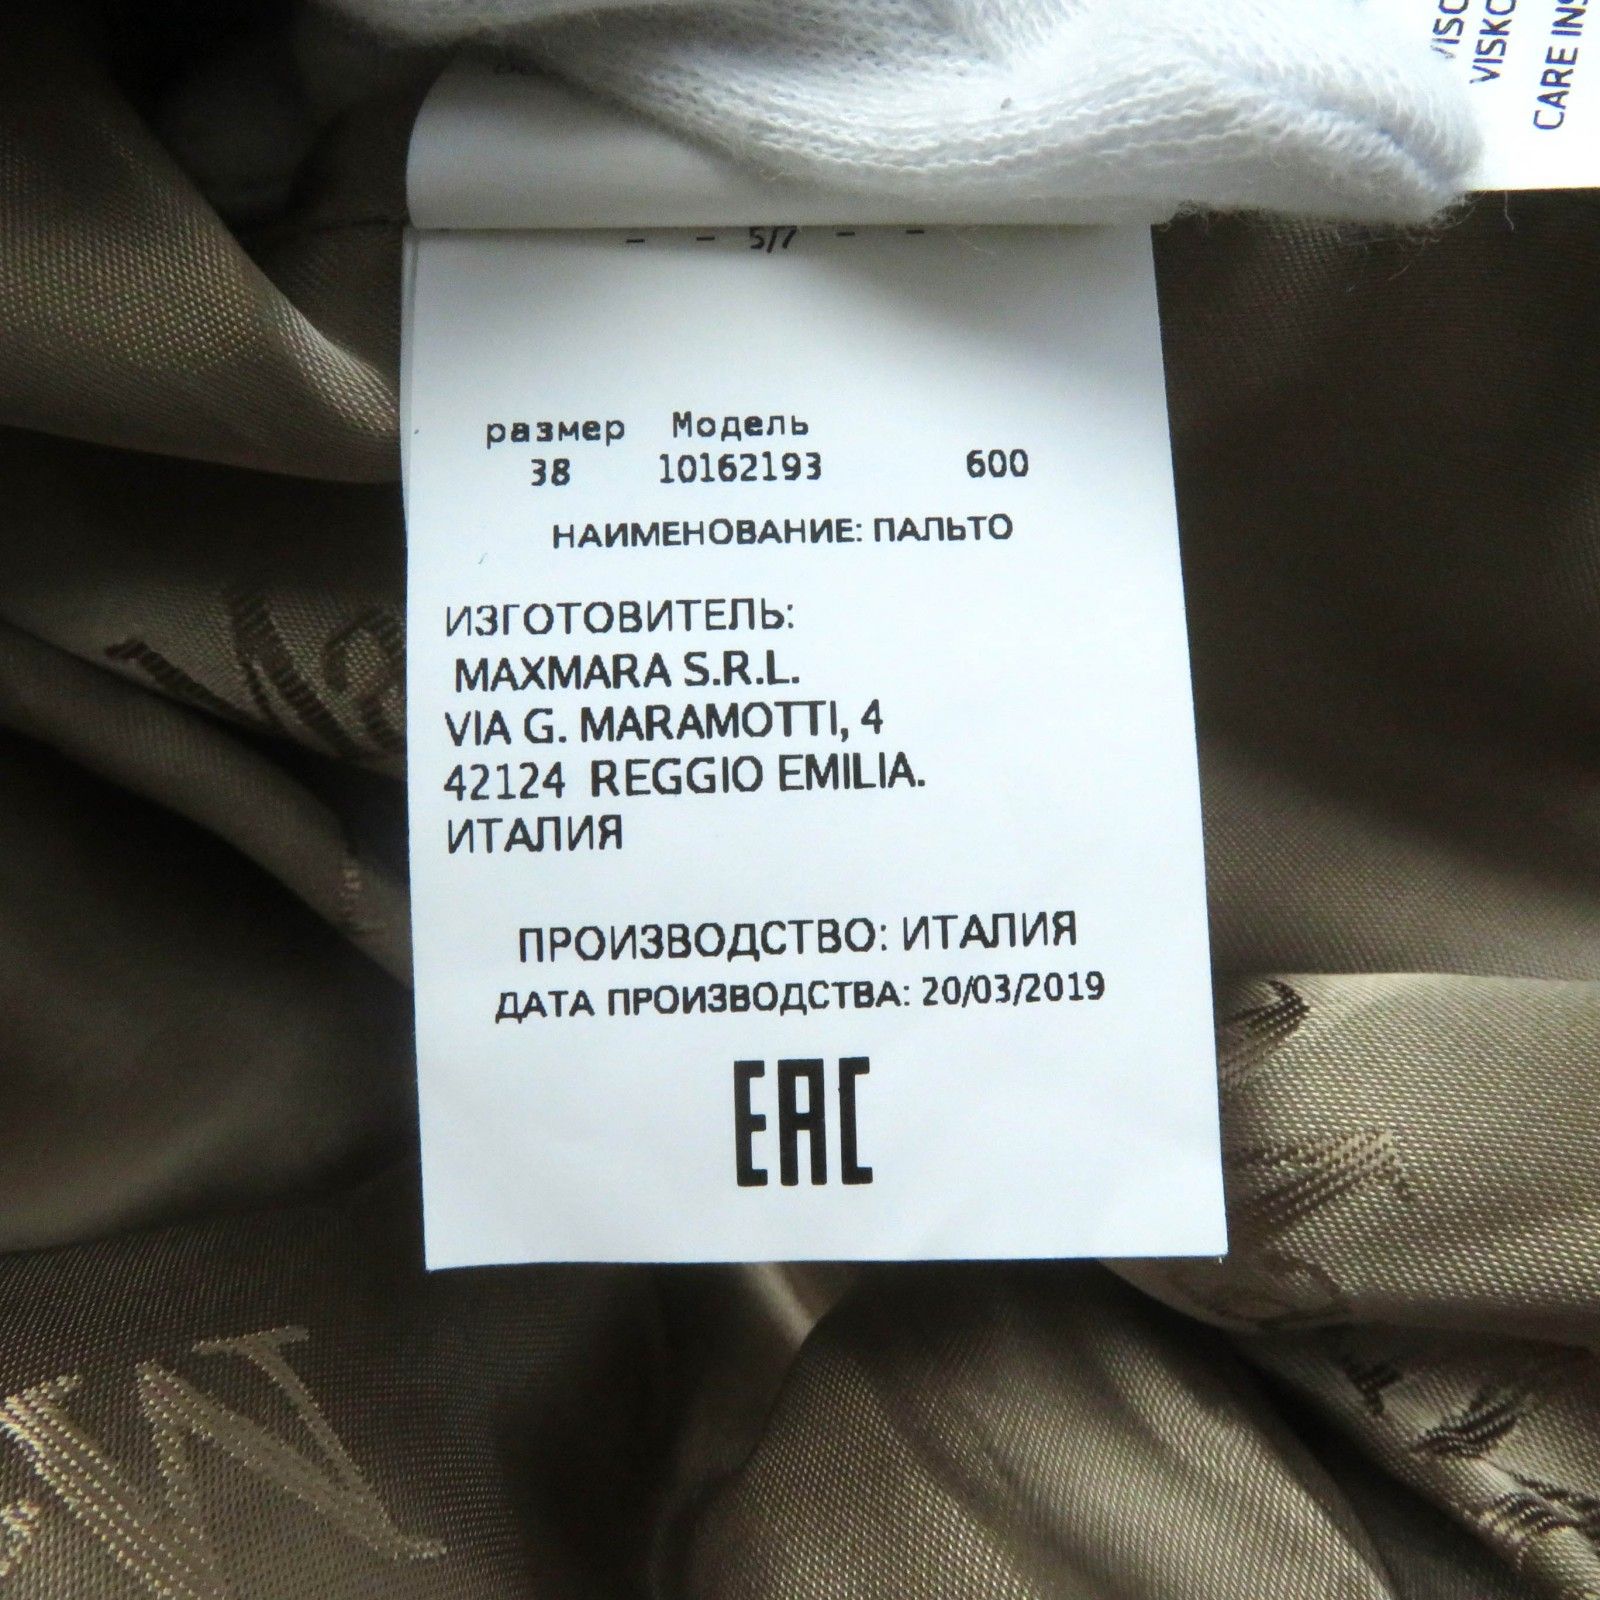 VISKO
CARE INS
- - 5/7 - -
размер Модель
38 10162193 600
НАИМЕНОВАНИЕ: ПАЛЬТО
ИЗГОТОВИТЕЛЬ:
MAXMARA S.R.L.
VIA G. MARAMOTTI, 4
42124 REGGIO EMILIA.
ИТАЛИЯ
ПРОИЗВОДСТВО: ИТАЛИЯ
ДАТА ПРОИЗВОДСТВА: 20/03/2019
EAC